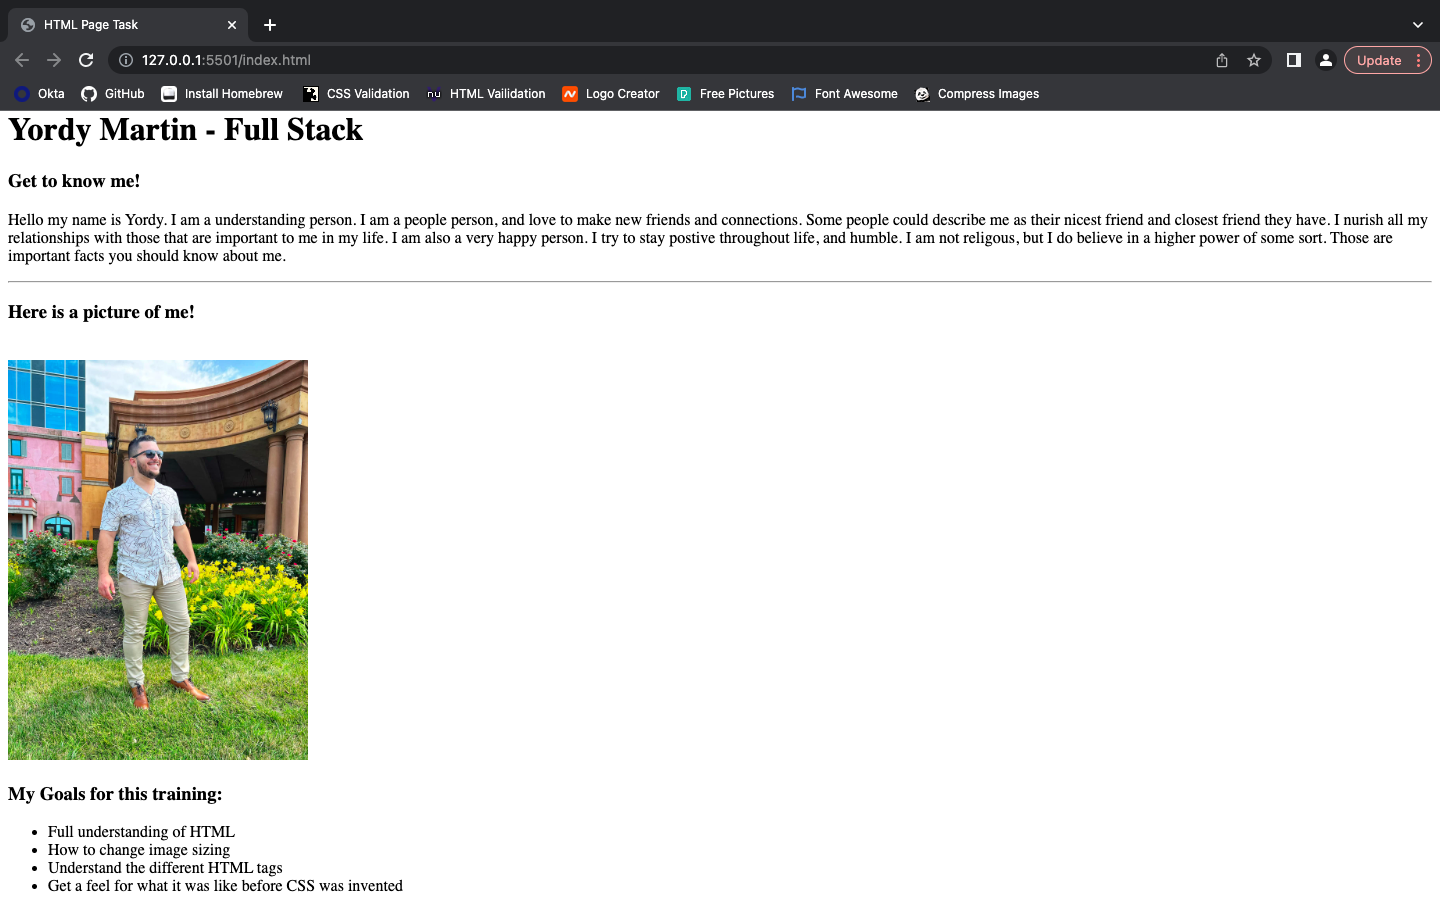 HTML Page Task
127.0.0.1:5501/index.html
Update
Okta GitHub Install Homebrew CSS Validation nu HTML Vailidation Logo Creator Free Pictures Font Awesome Compress Images
Yordy Martin - Full Stack
Get to know me!
Hello my name is Yordy. I am a understanding person. I am a people person, and love to make new friends and connections. Some people could describe me as their nicest friend and closest friend they have. I nurish all my
relationships with those that are important to me in my life. I am also a very happy person. I try to stay postive throughout life, and humble. I am not religous, but I do believe in a higher power of some sort. Those are
important facts you should know about me.
Here is a picture of me!
My Goals for this training:
• Full understanding of HTML
• How to change image sizing
• Understand the different HTML tags
• Get a feel for what it was like before CSS was invented